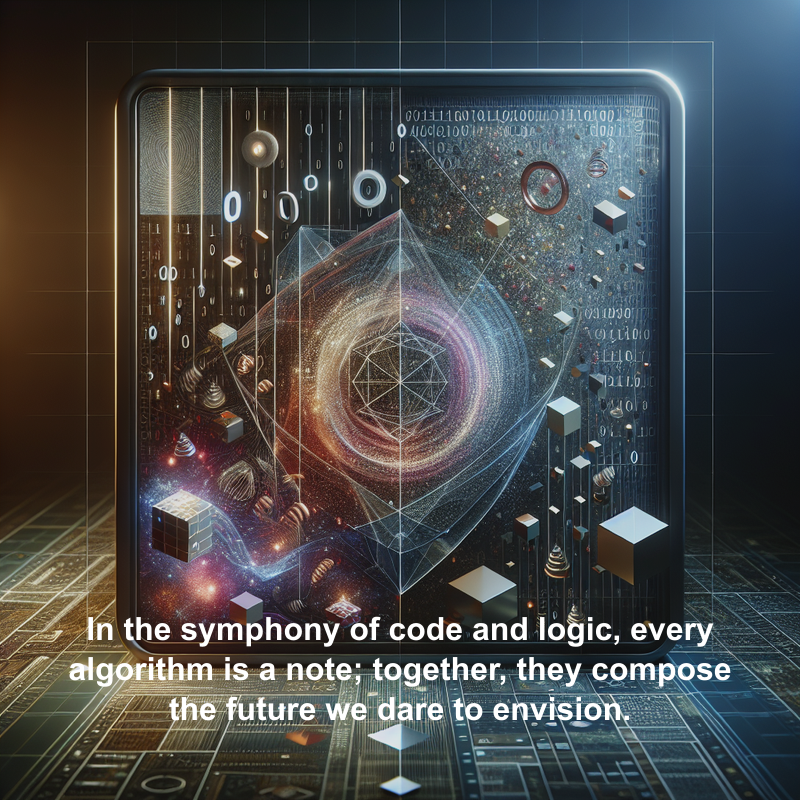 In the symphony of code and logic, every
algorithm is a note; together, they compose
the future we dare to envision.